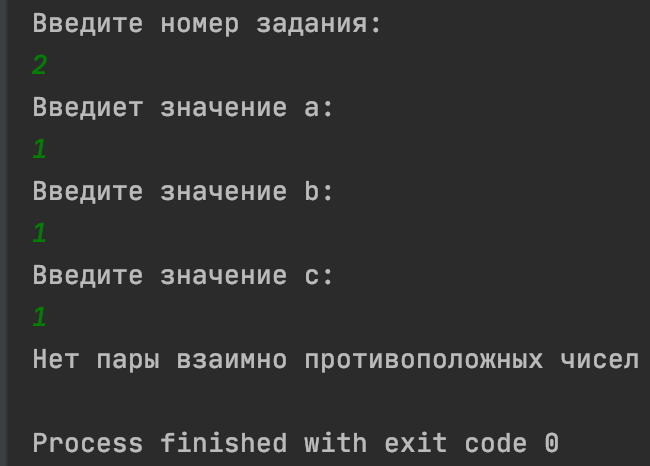 Введите номер задания:
2
Введиет значение a:
1
Введите значение b:
1
Введите значение c:
1
Нет пары взаимно противоположных чисел
Process finished with exit code 0